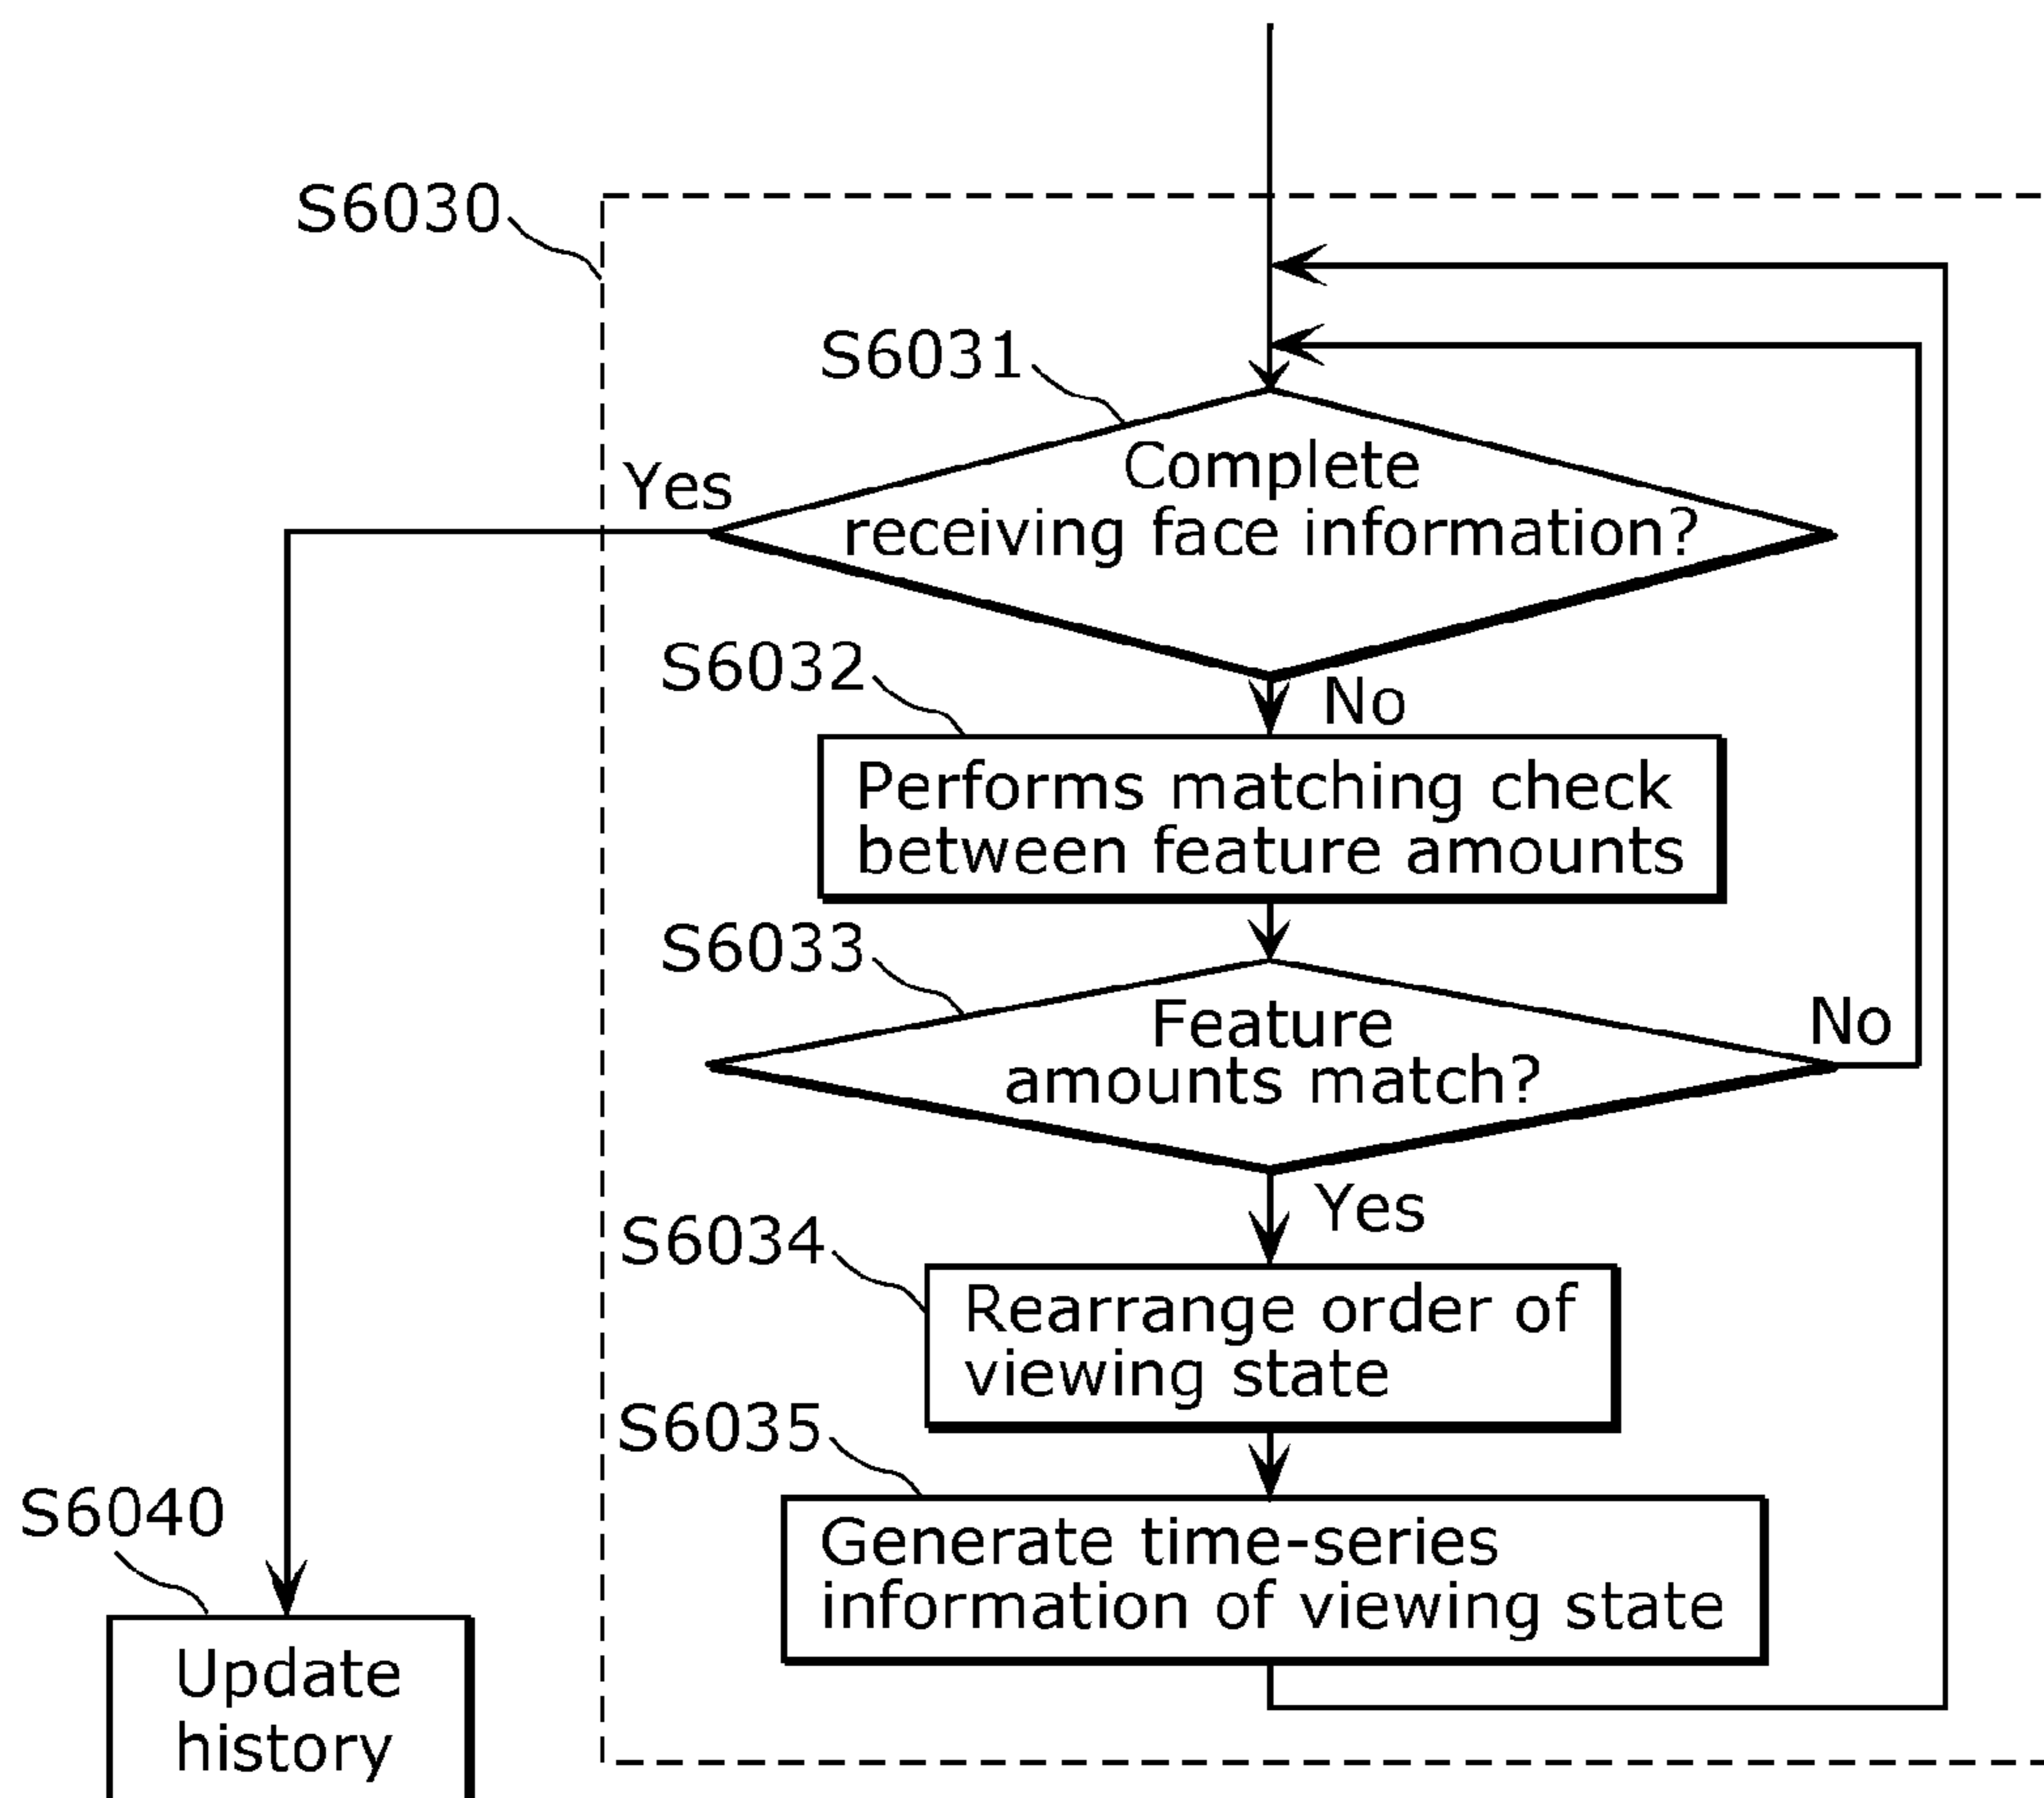 S6030
S6031
Complete
receiving face information?
Yes
No
S6032
Performs matching check
between feature amounts
S6033
Feature
amounts match?
No
Yes
S6034
Rearrange order of
viewing state
S6035
Generate time-series
information of viewing state
S6040
Update
history